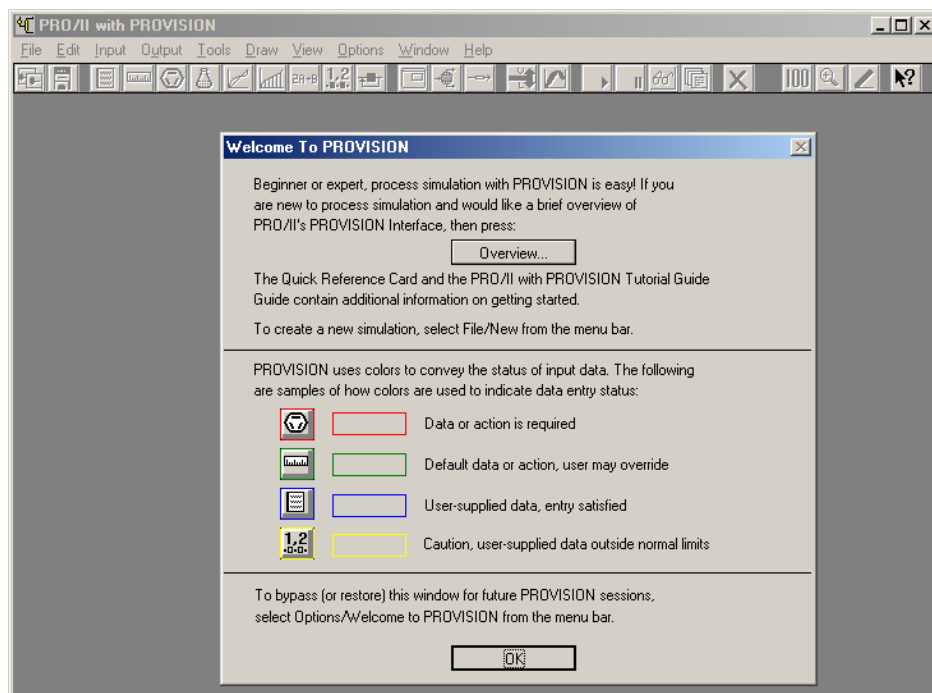 PRO/II with PROVISION
File Edit Input Output Tools Draw View Options Window Help
2A+B 1,2 100 ?
Welcome To PROVISION
Beginner or expert, process simulation with PROVISION is easy! If you
are new to process simulation and would like a brief overview of
PRO/II's PROVISION Interface, then press:
Overview...
The Quick Reference Card and the PRO/II with PROVISION Tutorial Guide
Guide contain additional information on getting started.
To create a new simulation, select File/New from the menu bar.
PROVISION uses colors to convey the status of input data. The following
are samples of how colors are used to indicate data entry status:
Data or action is required
Default data or action, user may override
User-supplied data, entry satisfied
1,2 Caution, user-supplied data outside normal limits
To bypass (or restore) this window for future PROVISION sessions,
select Options/Welcome to PROVISION from the menu bar.
OK